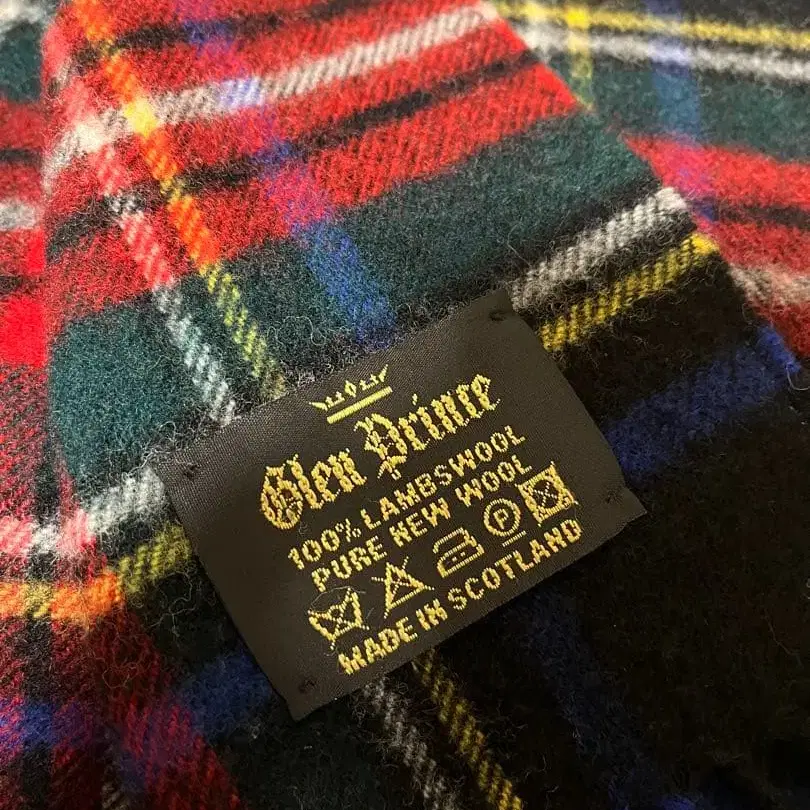 Glen Prince
100% LAMBSWOOL
PURE NEW WOOL
P
MADE IN SCOTLAND